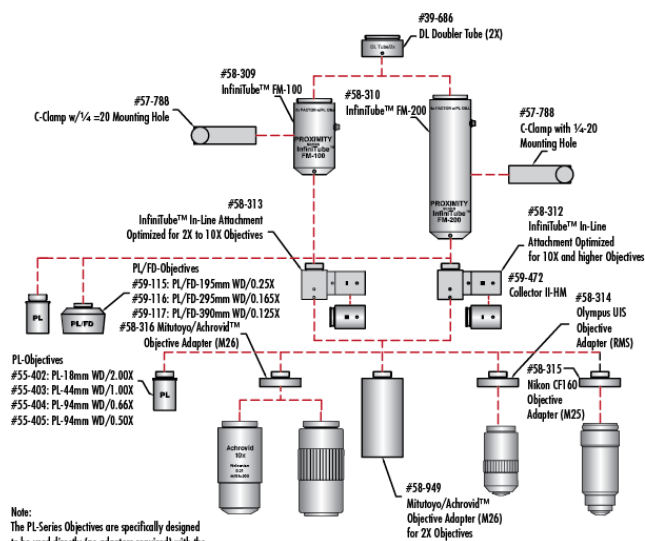 #39-686
DL Doubler Tube (2X)
DL Tube/2x
#58-309
InfiniTube™ FM-100
#58-310
InfiniTube™ FM-200
#57-788
C-Clamp w/¼ =20 Mounting Hole
PROXIMITY
InfiniTube™
FM-100
#57-788
C-Clamp with ¼-20
Mounting Hole
PROXIMITY
InfiniTube™
FM-200
#58-313
InfiniTube™ In-Line Attachment
Optimized for 2X to 10X Objectives
#58-312
InfiniTube™ In-Line
Attachment Optimized
for 10X and higher Objectives
#59-472
Collector II-HM
PL
PL/FD
PL/FD-Objectives
#59-115: PL/FD-195mm WD/0.25X
#59-116: PL/FD-295mm WD/0.165X
#59-117: PL/FD-390mm WD/0.125X
#58-316 Mitutoyo/Achrovid™
Objective Adapter (M26)
#58-314
Olympus UIS
Objective
Adapter (RMS)
#58-315
Nikon CF160
Objective
Adapter (M25)
PL-Objectives
#55-402: PL-18mm WD/2.00X
#55-403: PL-44mm WD/1.00X
#55-404: PL-94mm WD/0.66X
#55-405: PL-94mm WD/0.50X
PL
Achrovid
10x
#58-949
Mitutoyo/Achrovid™
Objective Adapter (M26)
for 2X Objectives
Note:
The PL-Series Objectives are specifically designed